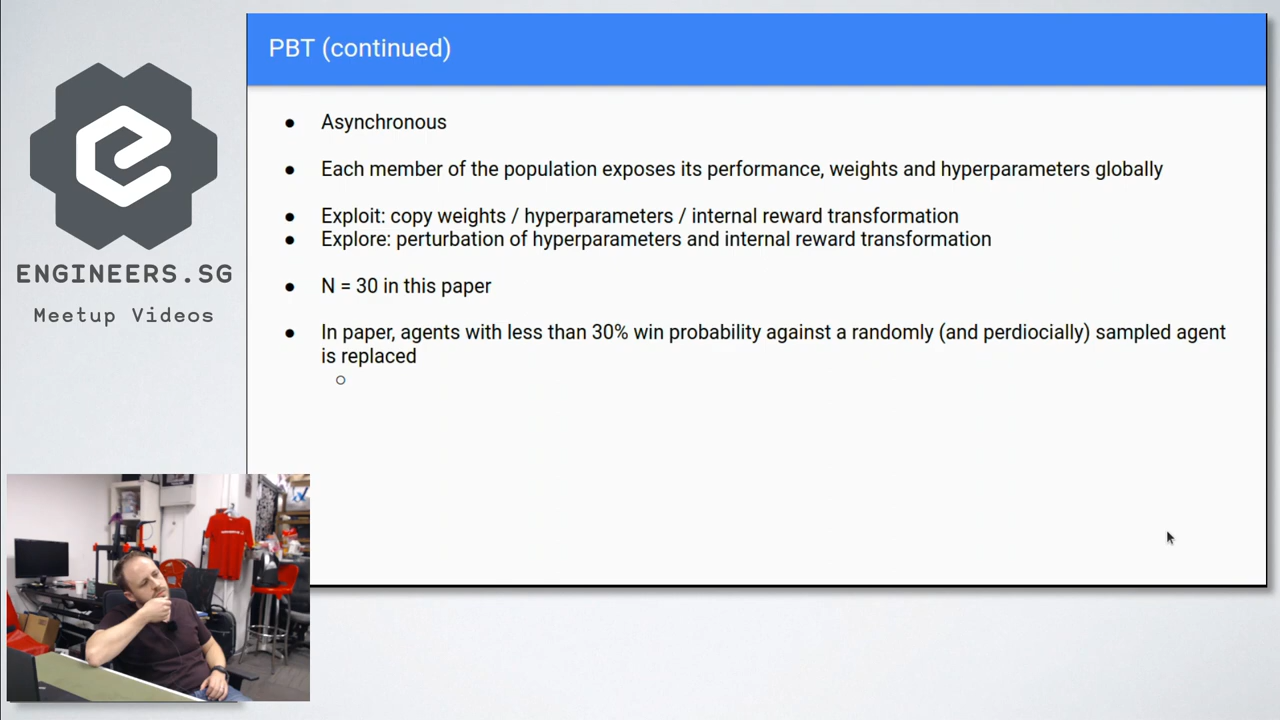 PBT (continued)
Asynchronous
Each member of the population exposes its performance, weights and hyperparameters globally
Exploit: copy weights / hyperparameters / internal reward transformation
Explore: perturbation of hyperparameters and internal reward transformation
N = 30 in this paper
In paper, agents with less than 30% win probability against a randomly (and perdiocially) sampled agent
is replaced
ENGINEERS.SG
Meetup Videos